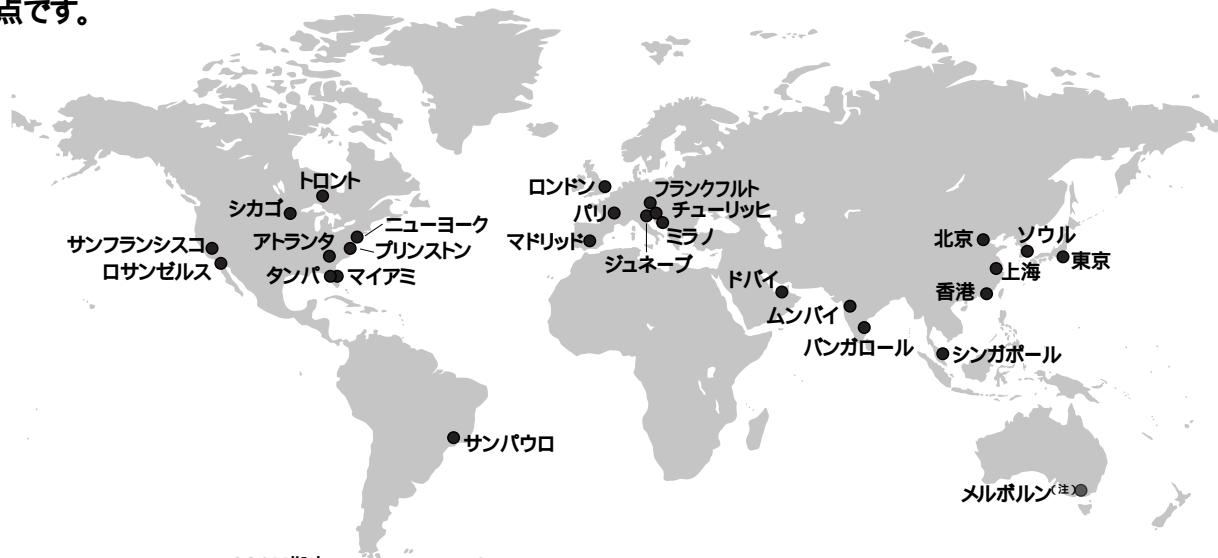 点です。
トロント
シカゴ
サンフランシスコ
ロサンゼルス
アトランタ
タンパ
マイアミ
ニューヨーク
プリンストン
サンパウロ
ロンドン
パリ
マドリッド
フランクフルト
チューリッヒ
ミラノ
ジュネーブ
ドバイ
ムンバイ
バンガロール
北京
ソウル
東京
上海
香港
シンガポール
メルボルン(注)